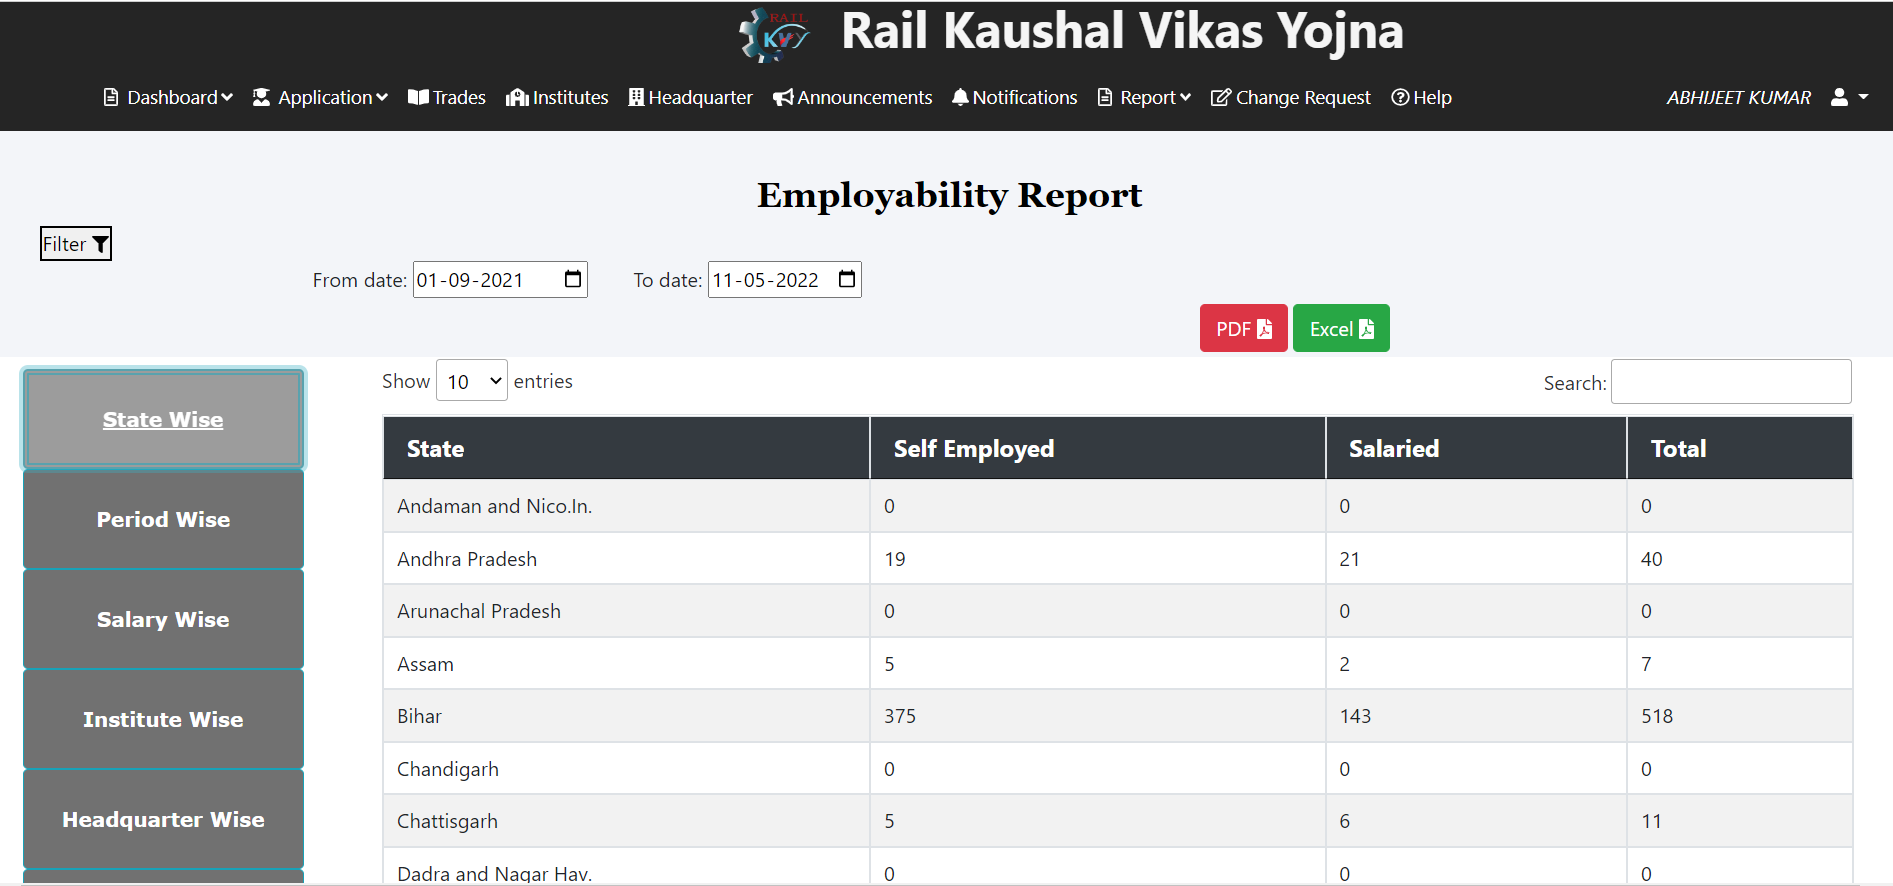 RAIL
KVY
Rail Kaushal Vikas Yojna
Dashboard Application Trades Institutes Headquarter Announcements Notifications Report Change Request Help ABHIJEET KUMAR
Employability Report
Filter
From date: 01-09-2021 To date: 11-05-2022
PDF Excel
Show 10 entries Search:
State Wise
Period Wise
Salary Wise
Institute Wise
Headquarter Wise
State Self Employed Salaried Total
Andaman and Nico.In. 0 0 0
Andhra Pradesh 19 21 40
Arunachal Pradesh 0 0 0
Assam 5 2 7
Bihar 375 143 518
Chandigarh 0 0 0
Chattisgarh 5 6 11
Dadra and Nagar Hav. 0 0 0